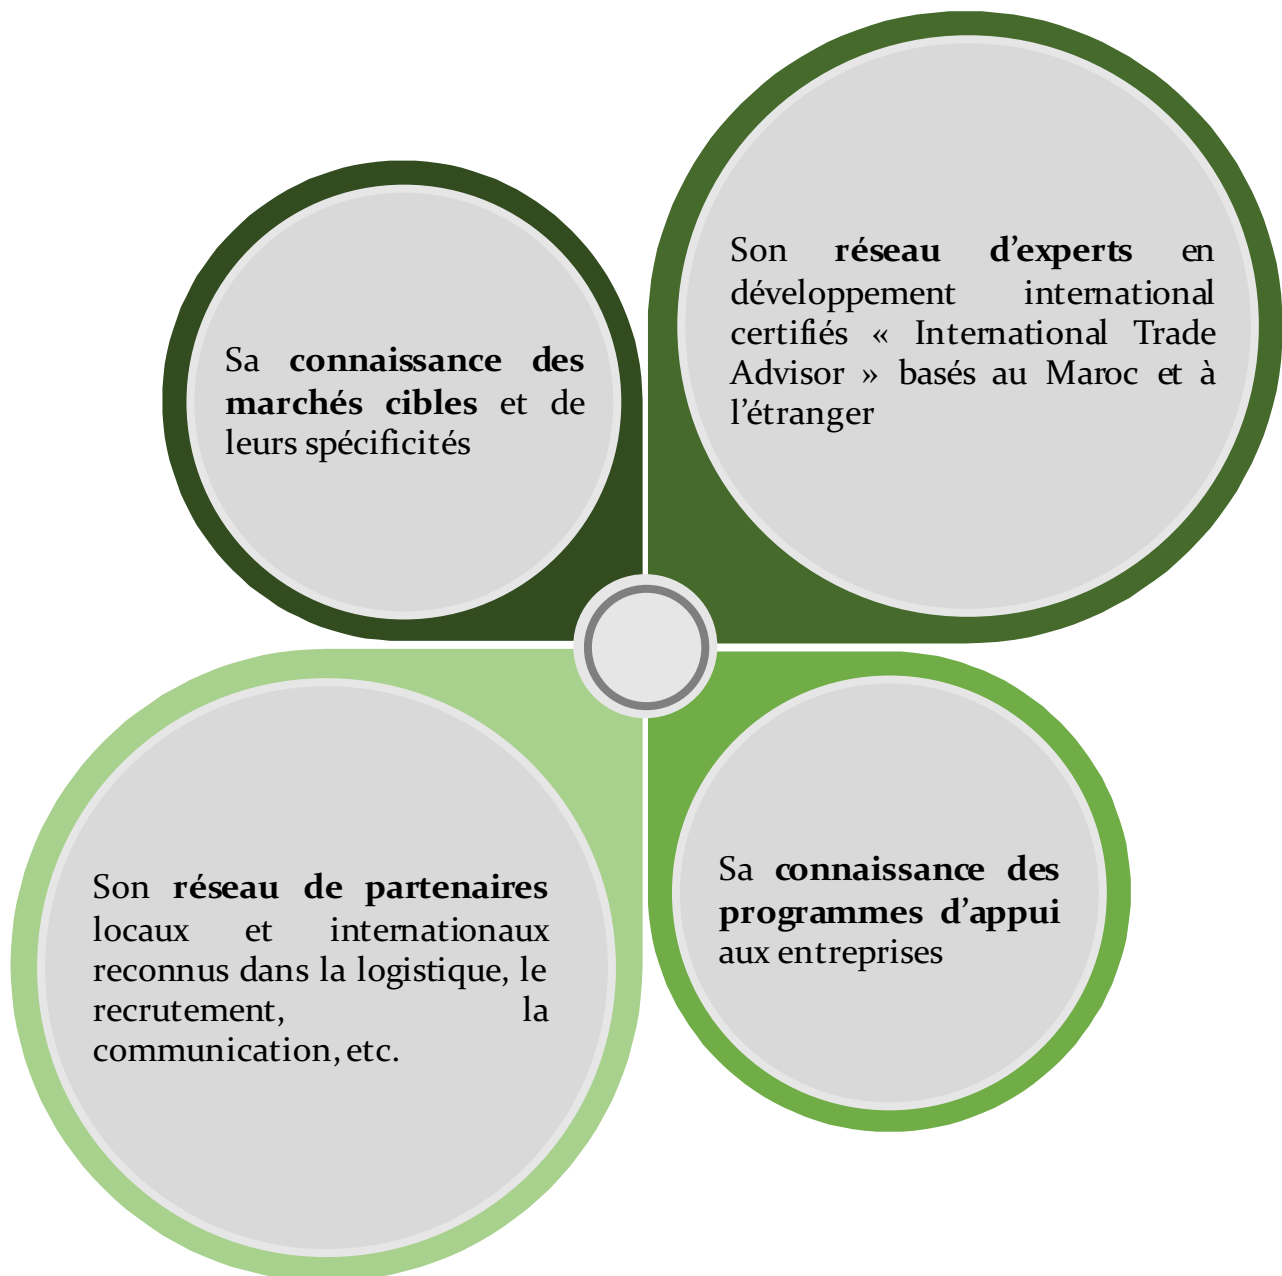 Sa connaissance des
marchés cibles et de
leurs spécificités
Son réseau d’experts en
développement international
certifiés « International Trade
Advisor » basés au Maroc et à
l’étranger
Son réseau de partenaires
locaux et internationaux
reconnus dans la logistique, le
recrutement, la
communication, etc.
Sa connaissance des
programmes d’appui
aux entreprises